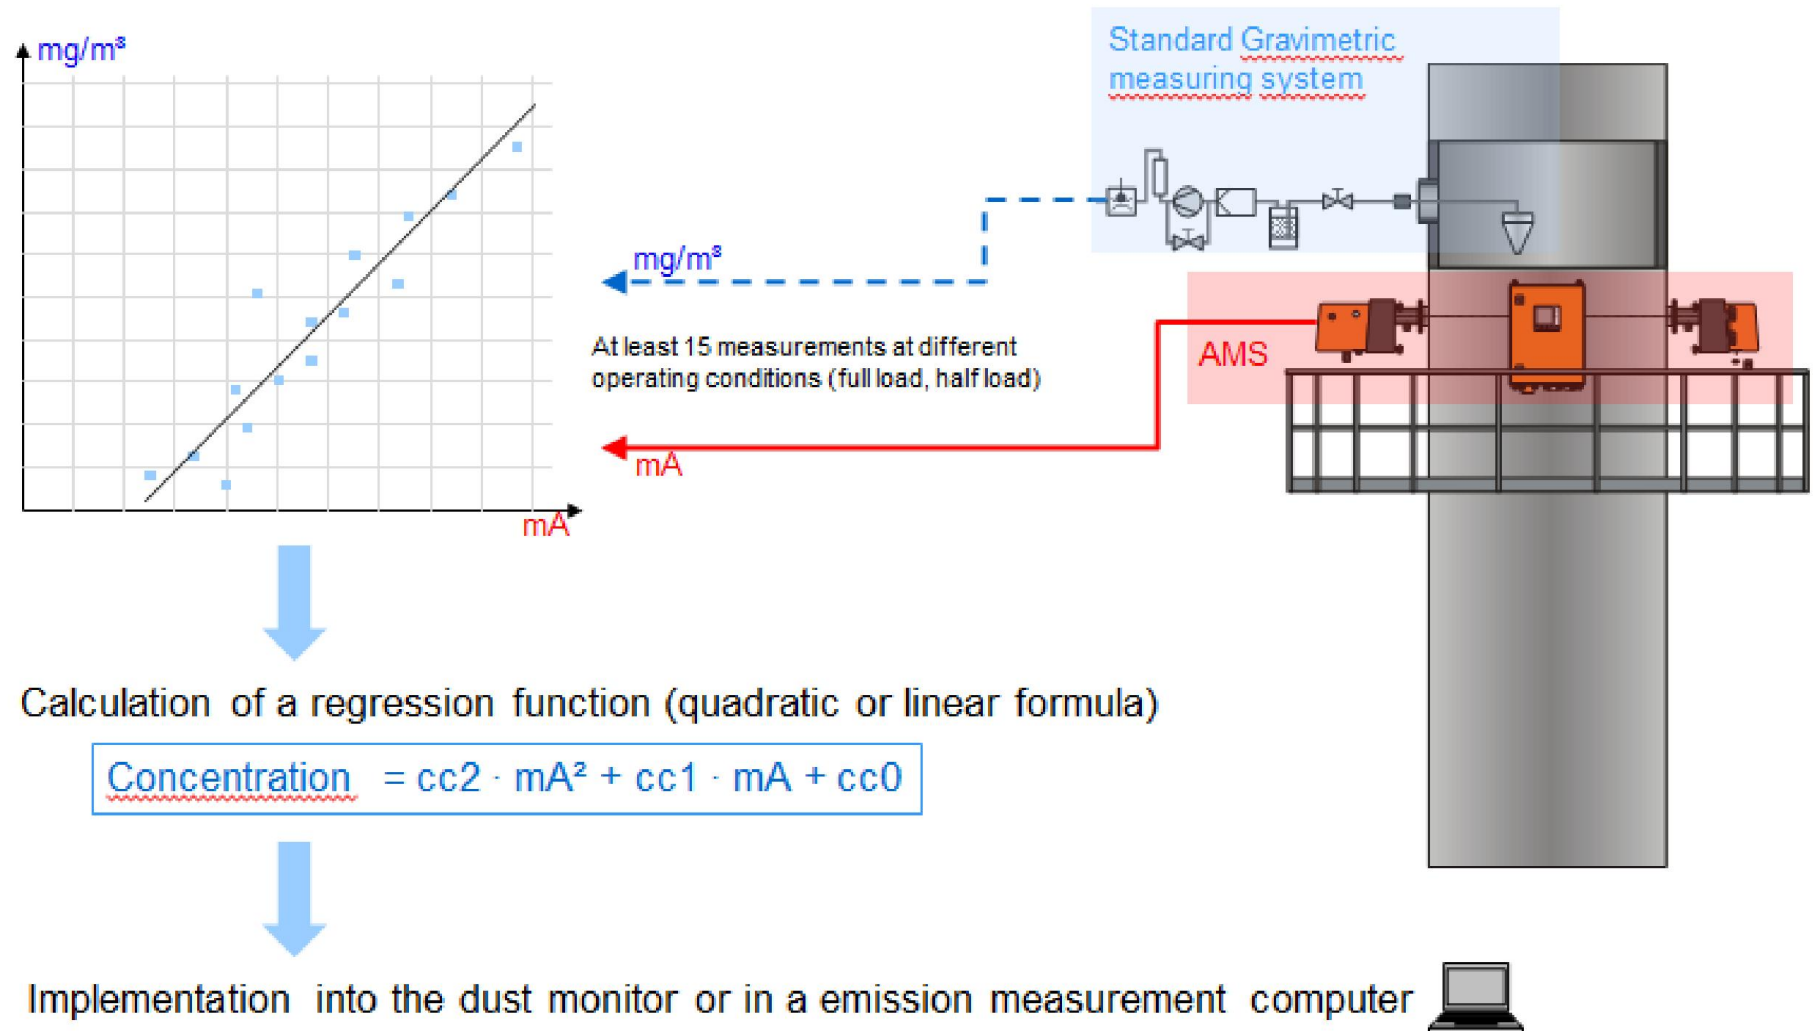 mg/m³
Standard Gravimetric
measuring system
mg/m³
At least 15 measurements at different
operating conditions (full load, half load)
AMS
mA
mA
Calculation of a regression function (quadratic or linear formula)
Concentration = cc2 · mA² + cc1 · mA + cc0
Implementation into the dust monitor or in a emission measurement computer